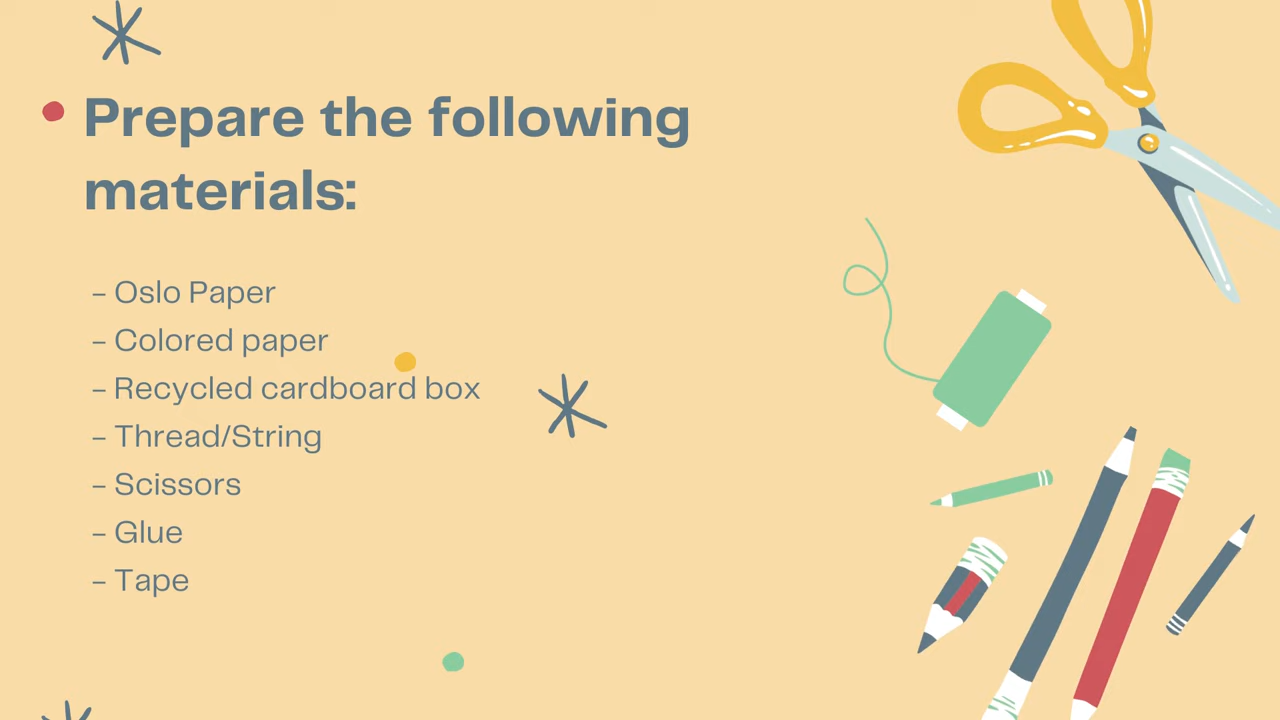 Prepare the following
materials:
– Oslo Paper
– Colored paper
– Recycled cardboard box
– Thread/String
– Scissors
– Glue
– Tape